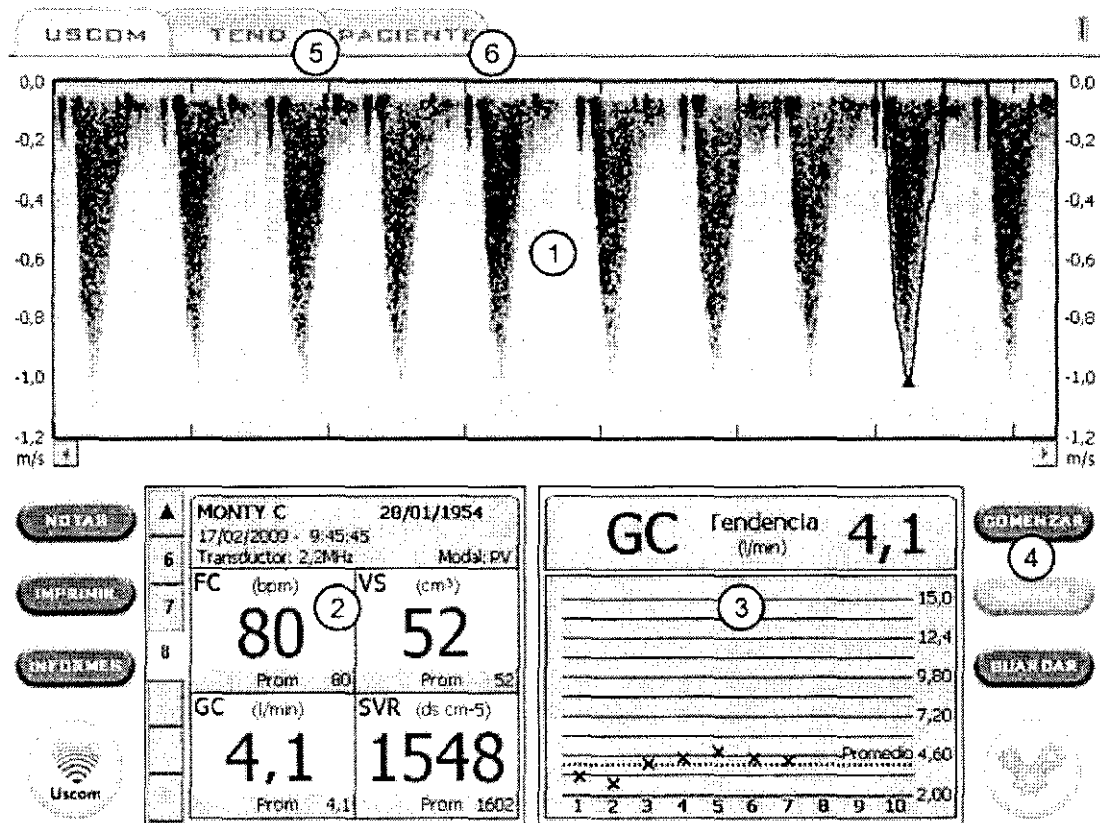 USCOM TEND PACIENTE
5 6
0,0 0,0
-0,2 -0,2
-0,4 -0,4
1
-0,6 -0,6
-0,8 -0,8
-1,0 -1,0
-1,2 -1,2
m/s m/s
NOTAR
IMPRIMIR
INFORMES
Uscom
6
7
8
MONTY C 20/01/1954
17/02/2009 - 9:45:45
Transductor: 2,2MHz Modal: PV
FC (bpm) 2 VS (cm³)
80 52
Prom 80 Prom 52
GC (l/min) SVR (ds cm-5)
4,1 1548
Prom 4,1 Prom 1602
GC Tendencia (l/min) 4,1
3
15,0
12,4
9,80
7,20
Promedio 4,60
2,00
1 2 3 4 5 6 7 8 9 10
COMENZAR
4
GUARDAR